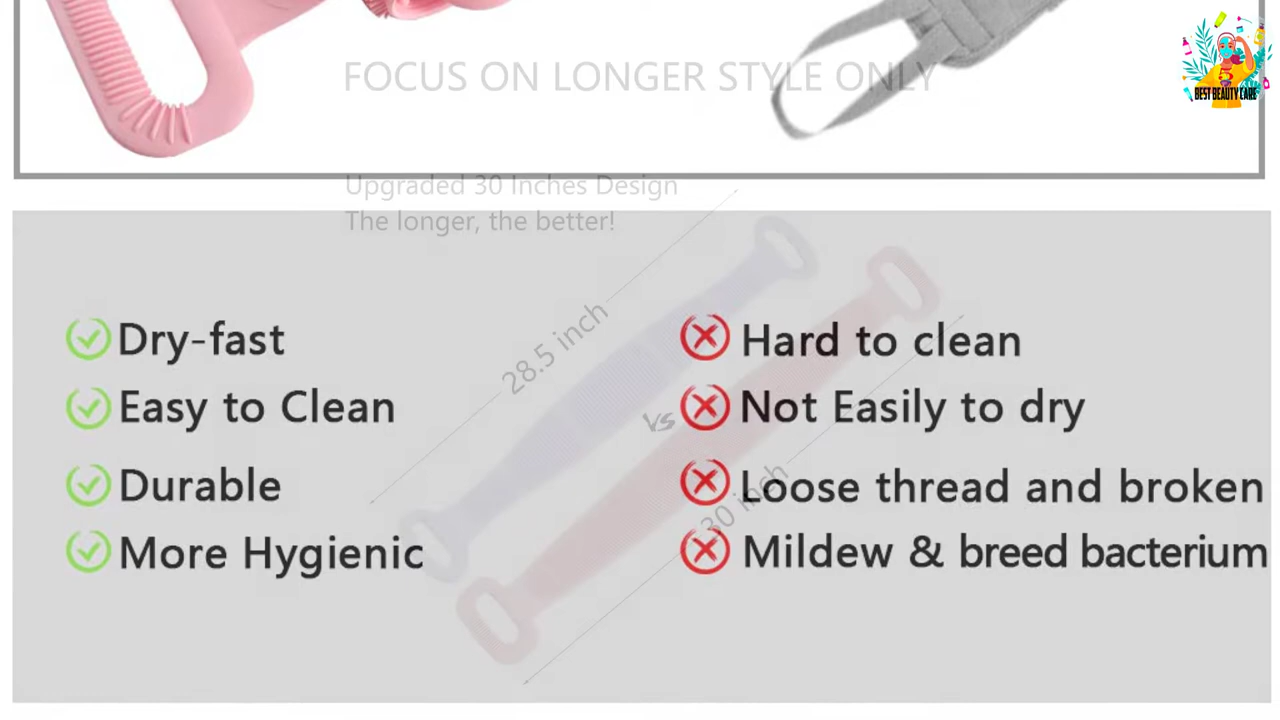 FOCUS ON LONGER STYLE ONLY
5
BEST BEAUTY CARE
Upgraded 30 Inches Design
The longer, the better!
28.5 inch
Dry-fast
Easy to Clean
Durable
More Hygienic
vs
30 inch
Hard to clean
Not Easily to dry
Loose thread and broken
Mildew & breed bacterium